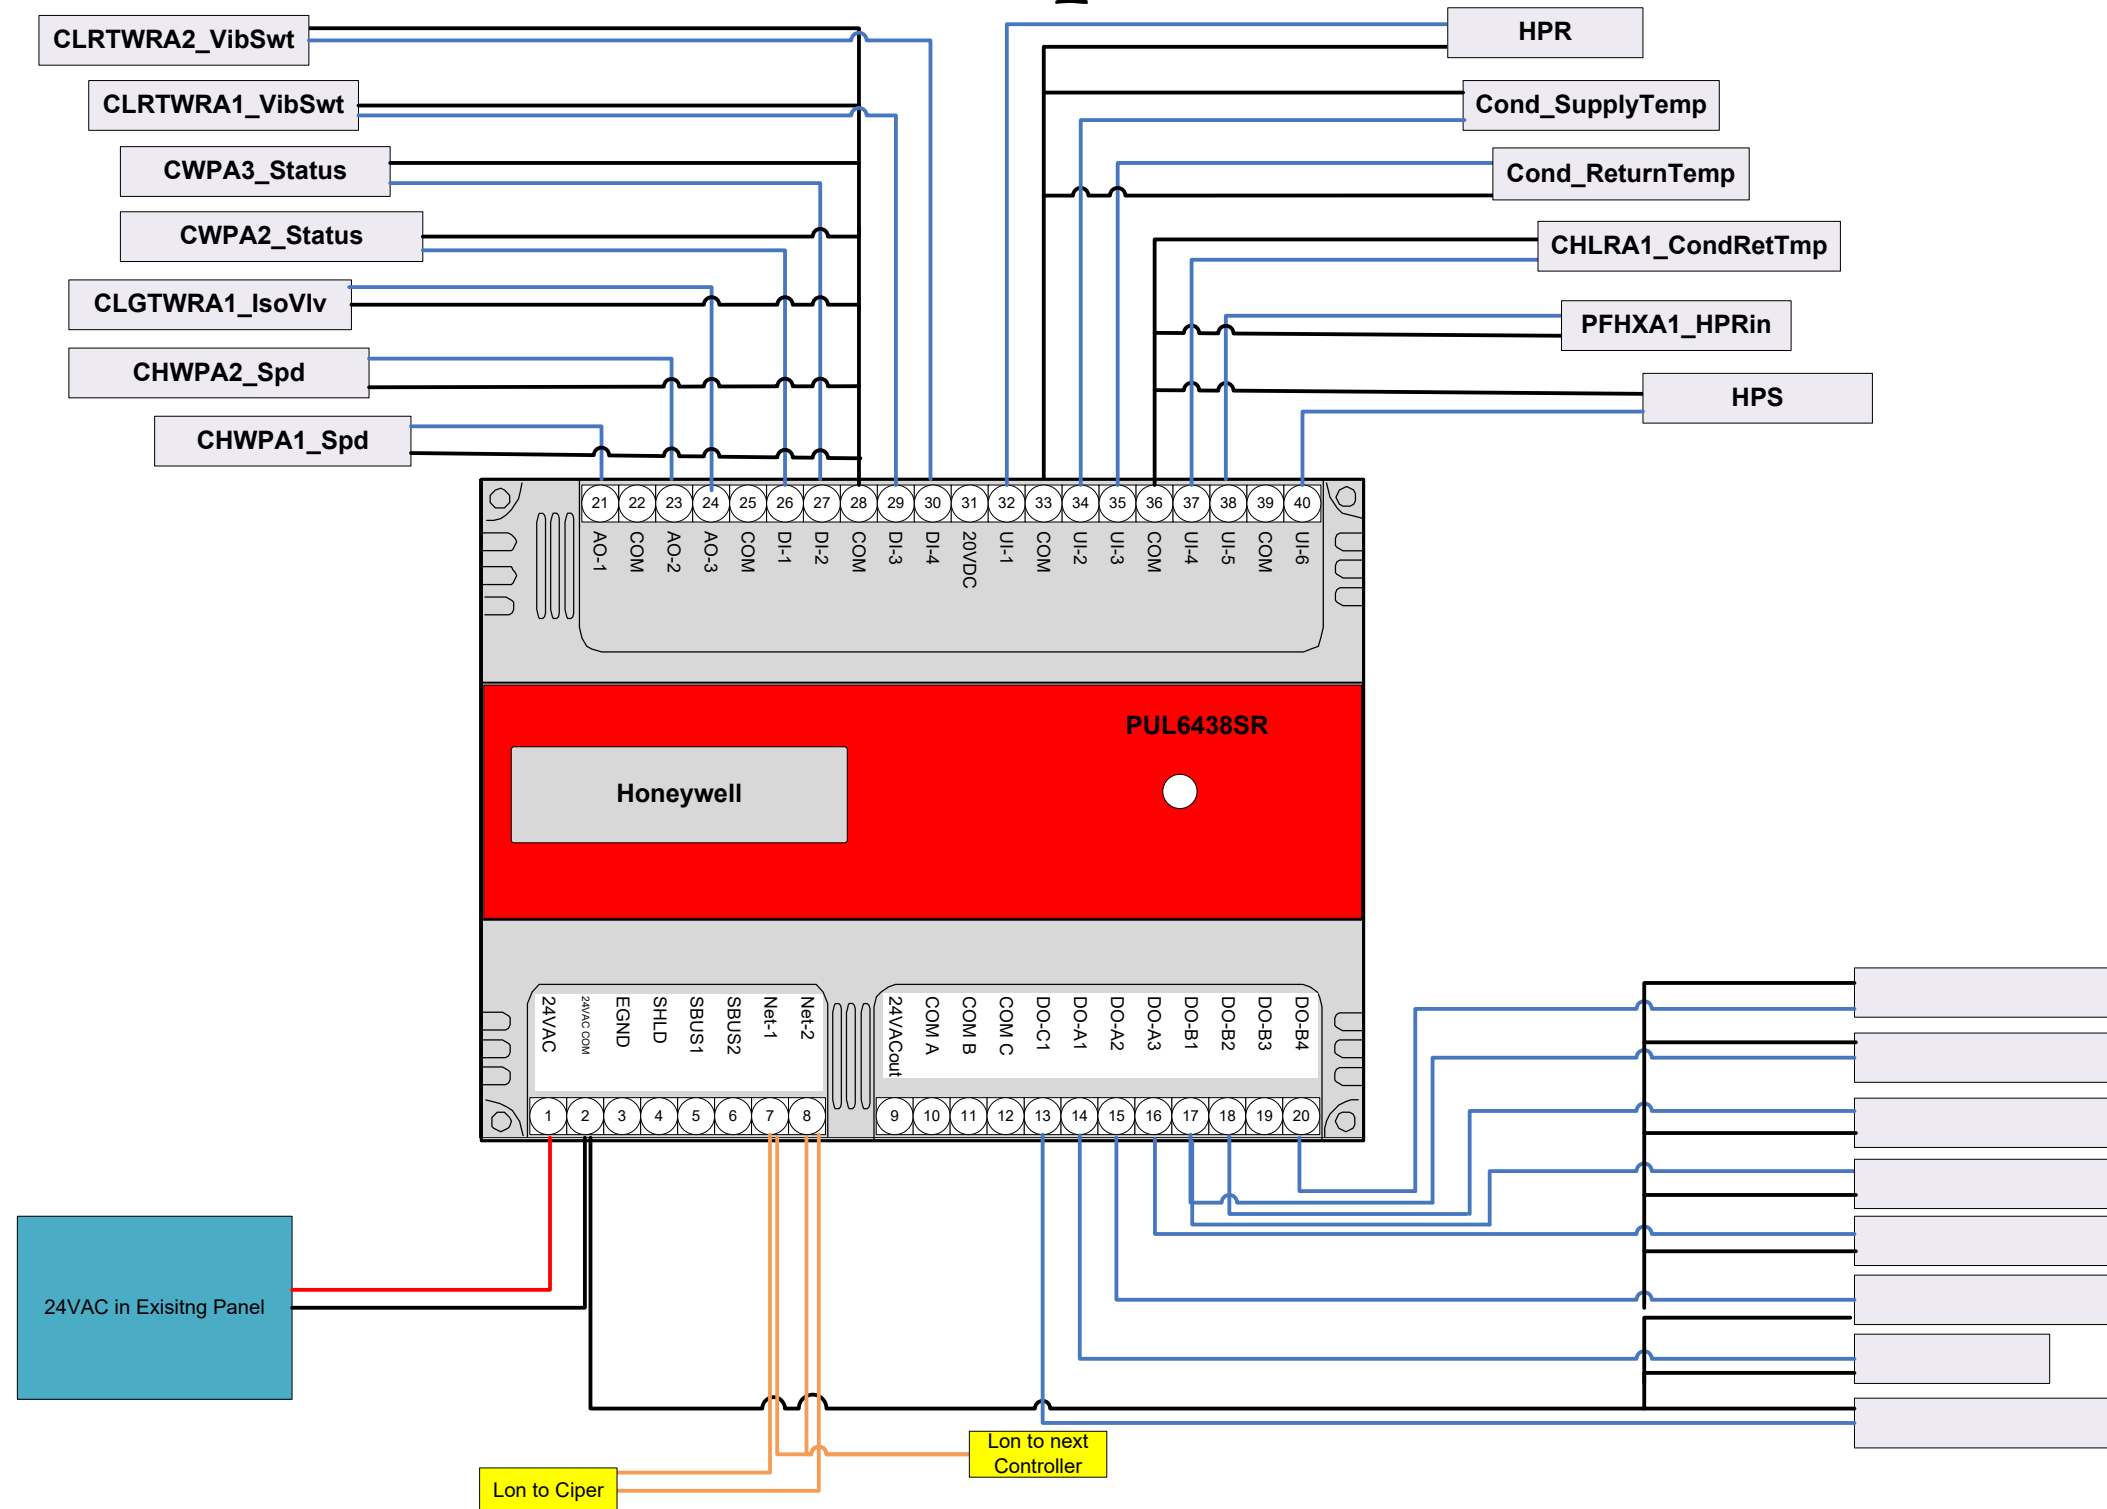 CLRTWRA2_VibSwt
CLRTWRA1_VibSwt
CWPA3_Status
CWPA2_Status
CLGTWRA1_IsoVlv
CHWPA2_Spd
CHWPA1_Spd
HPR
Cond_SupplyTemp
Cond_ReturnTemp
CHLRA1_CondRetTmp
PFHXA1_HPRin
HPS
21 22 23 24 25 26 27 28 29 30 31 32 33 34 35 36 37 38 39 40
AO-1 COM AO-2 AO-3 COM DI-1 DI-2 COM DI-3 DI-4 20VDC UI-1 COM UI-2 UI-3 COM UI-4 UI-5 COM UI-6
PUL6438SR
Honeywell
24VAC 24VAC COM EGND SHLD SBUS1 SBUS2 Net-1 Net-2 24VACout COM A COM B COM C DO-C1 DO-A1 DO-A2 DO-A3 DO-B1 DO-B2 DO-B3 DO-B4
1 2 3 4 5 6 7 8 9 10 11 12 13 14 15 16 17 18 19 20
24VAC in Exisitng Panel
Lon to next
Controller
Lon to Ciper